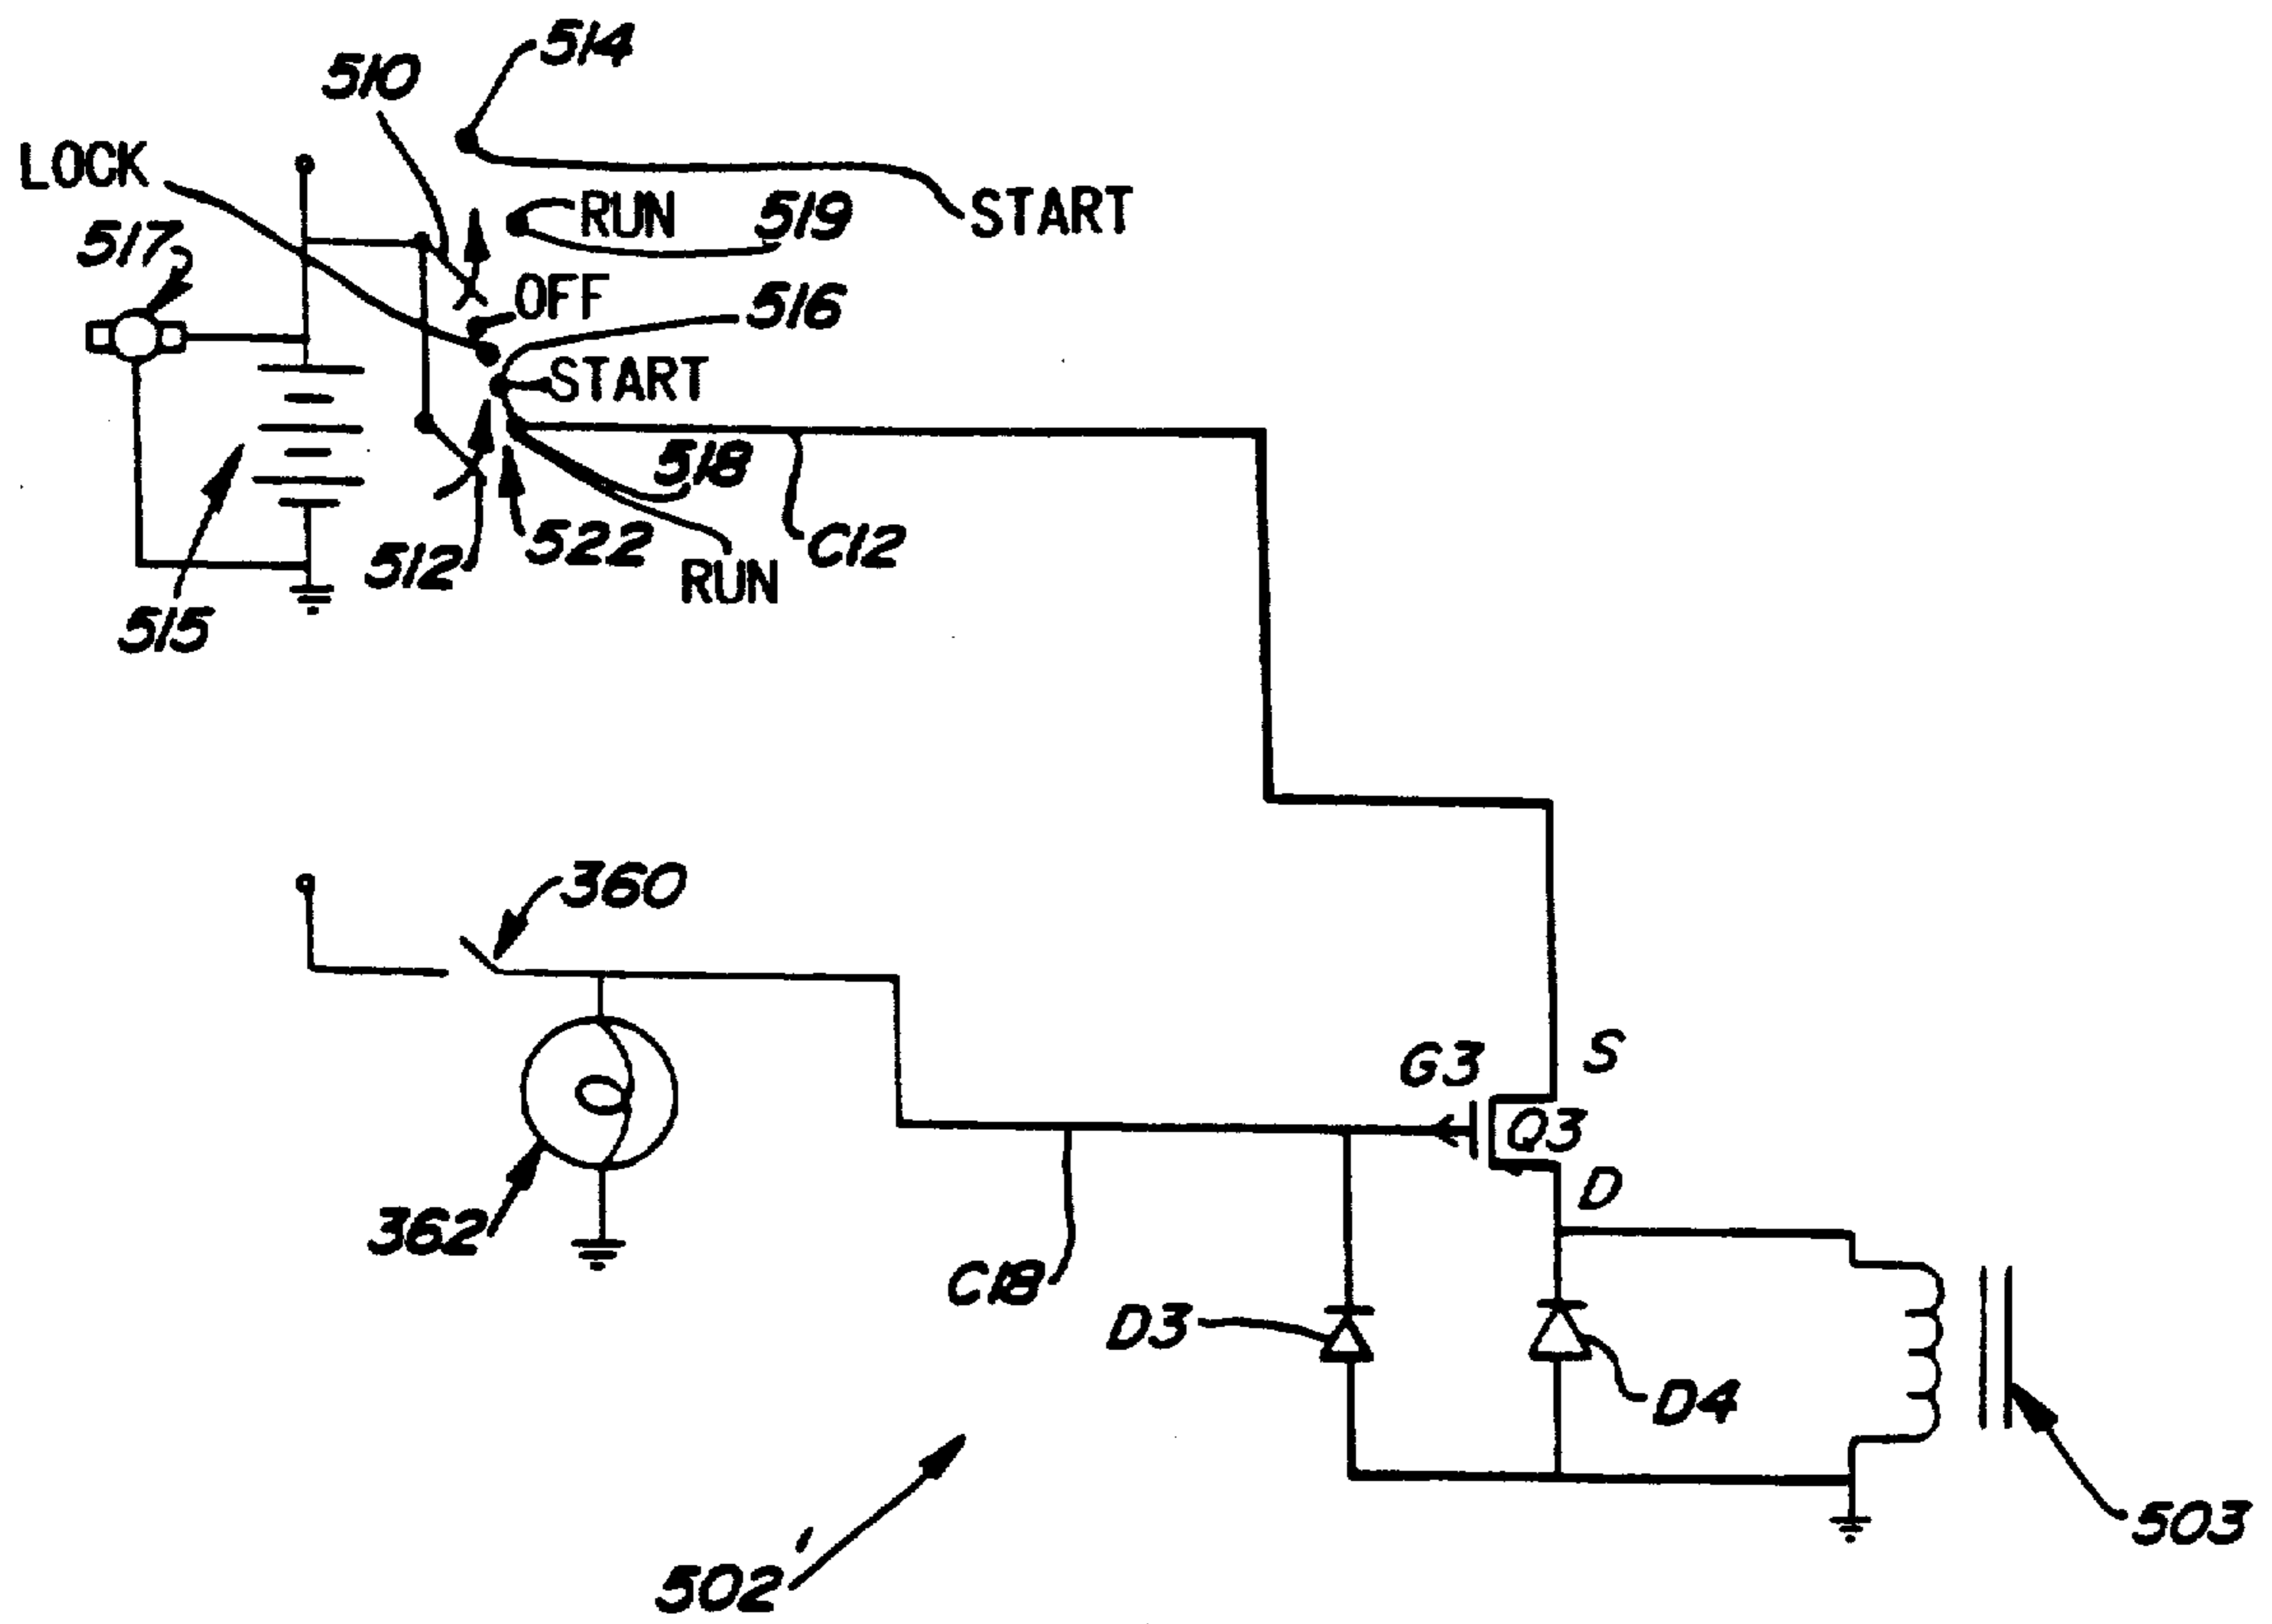 514
510
LOCK
START
RUN
519
517
OFF
516
START
518
C12
522
512
RUN
515
360
S
G3
Q3
D
362
C18
D3
D4
503
502'